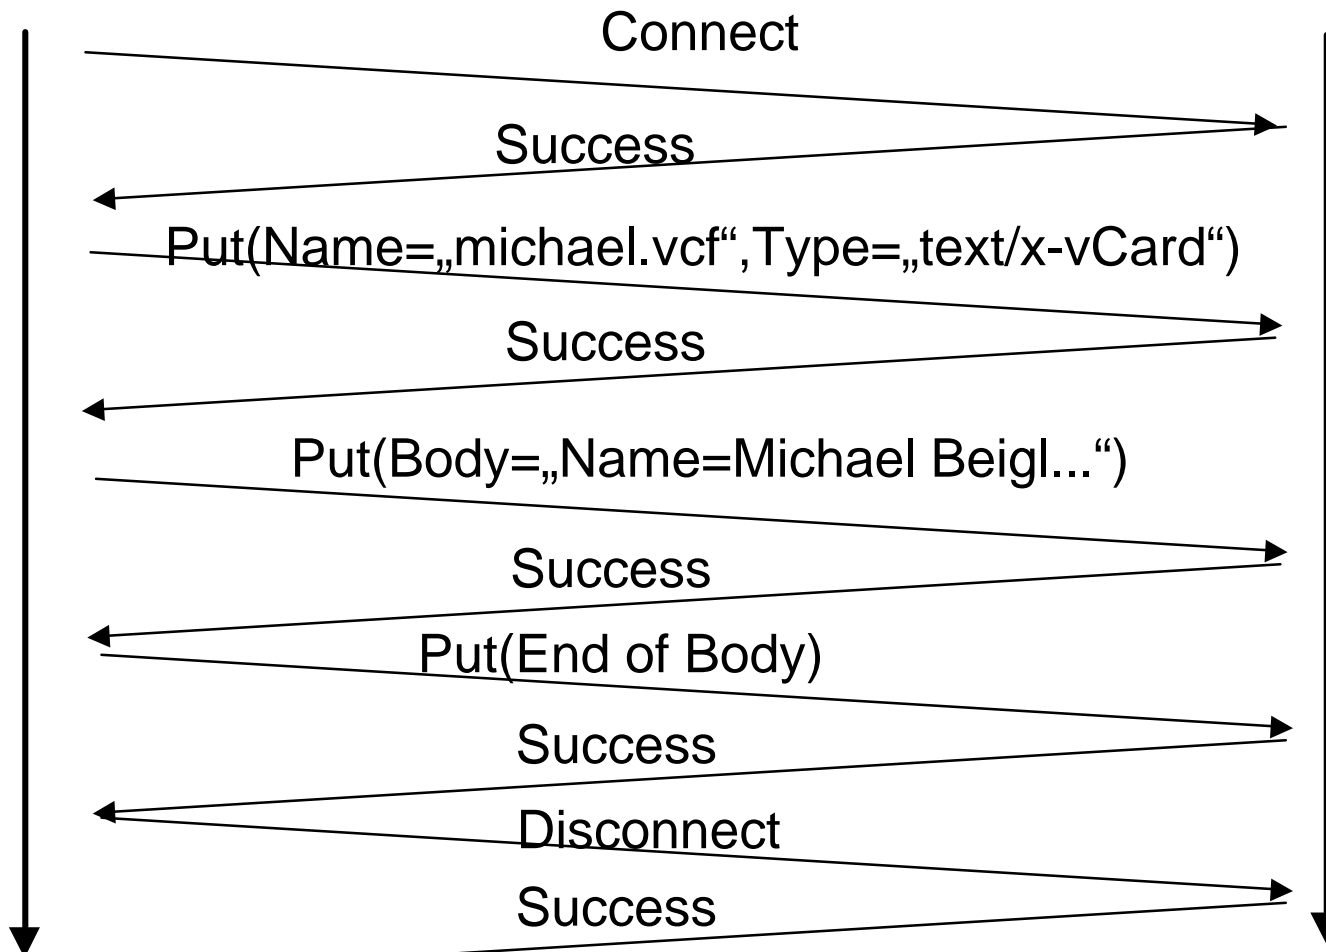 Connect
Success
Put(Name=„michael.vcf“,Type=„text/x-vCard“)
Success
Put(Body=„Name=Michael Beigl...“)
Success
Put(End of Body)
Success
Disconnect
Success